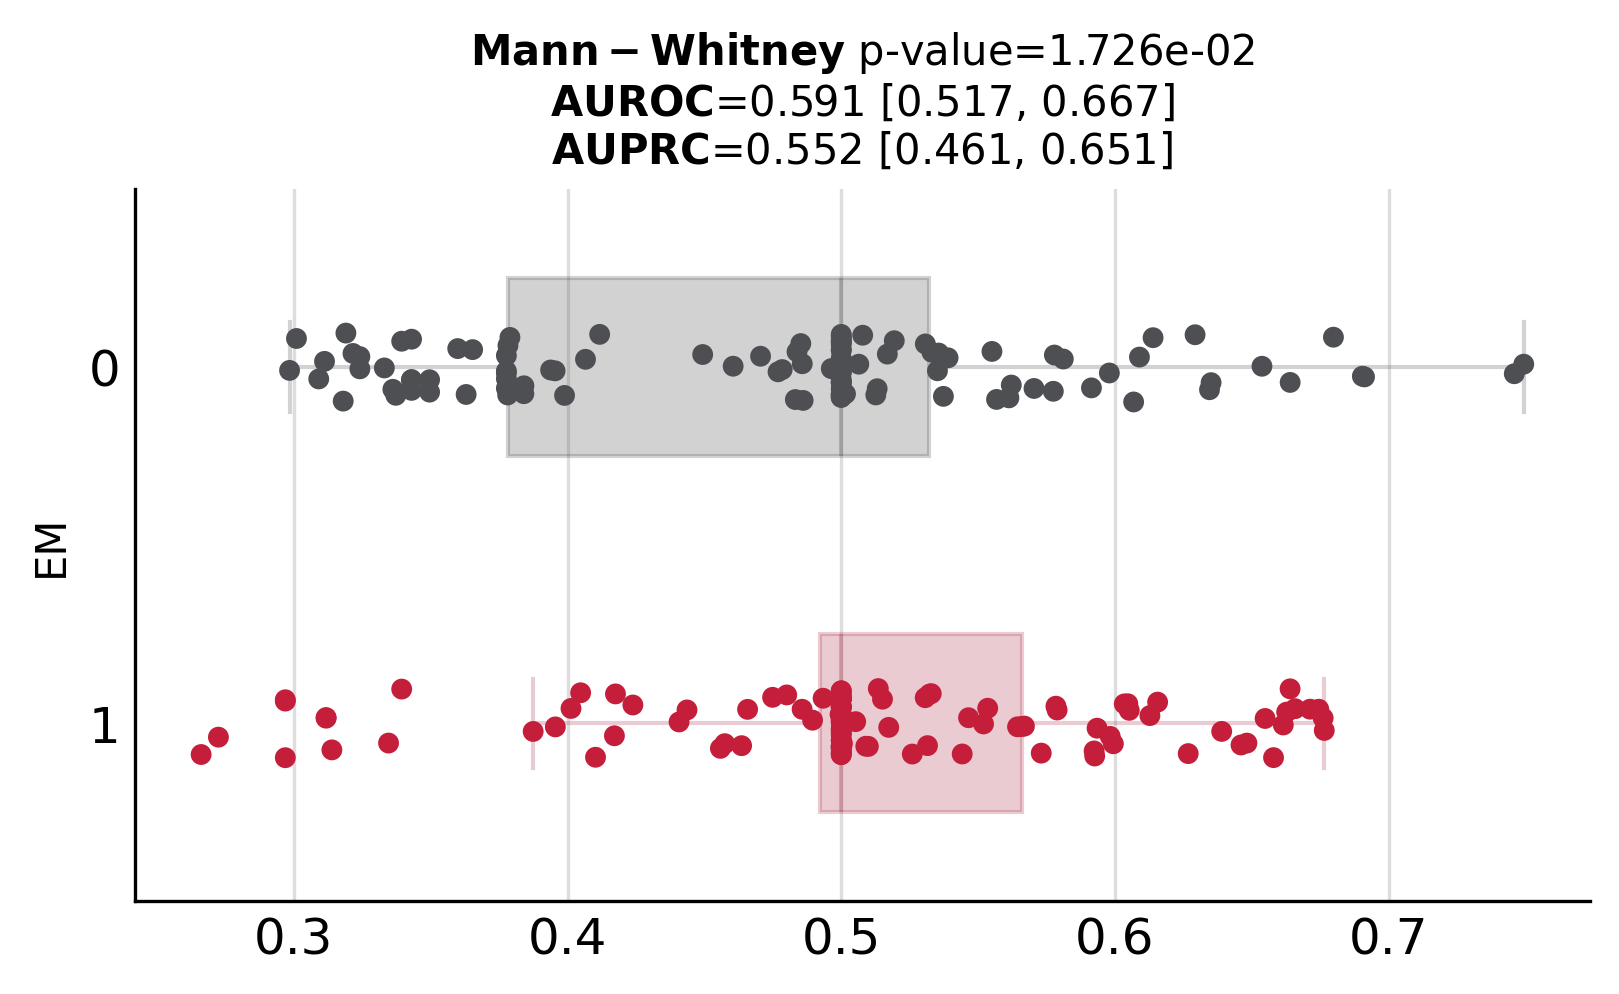 Mann − Whitney p-value=1.726e-02
AUROC=0.591 [0.517, 0.667]
AUPRC=0.552 [0.461, 0.651]
0
EM
1
0.3 0.4 0.5 0.6 0.7